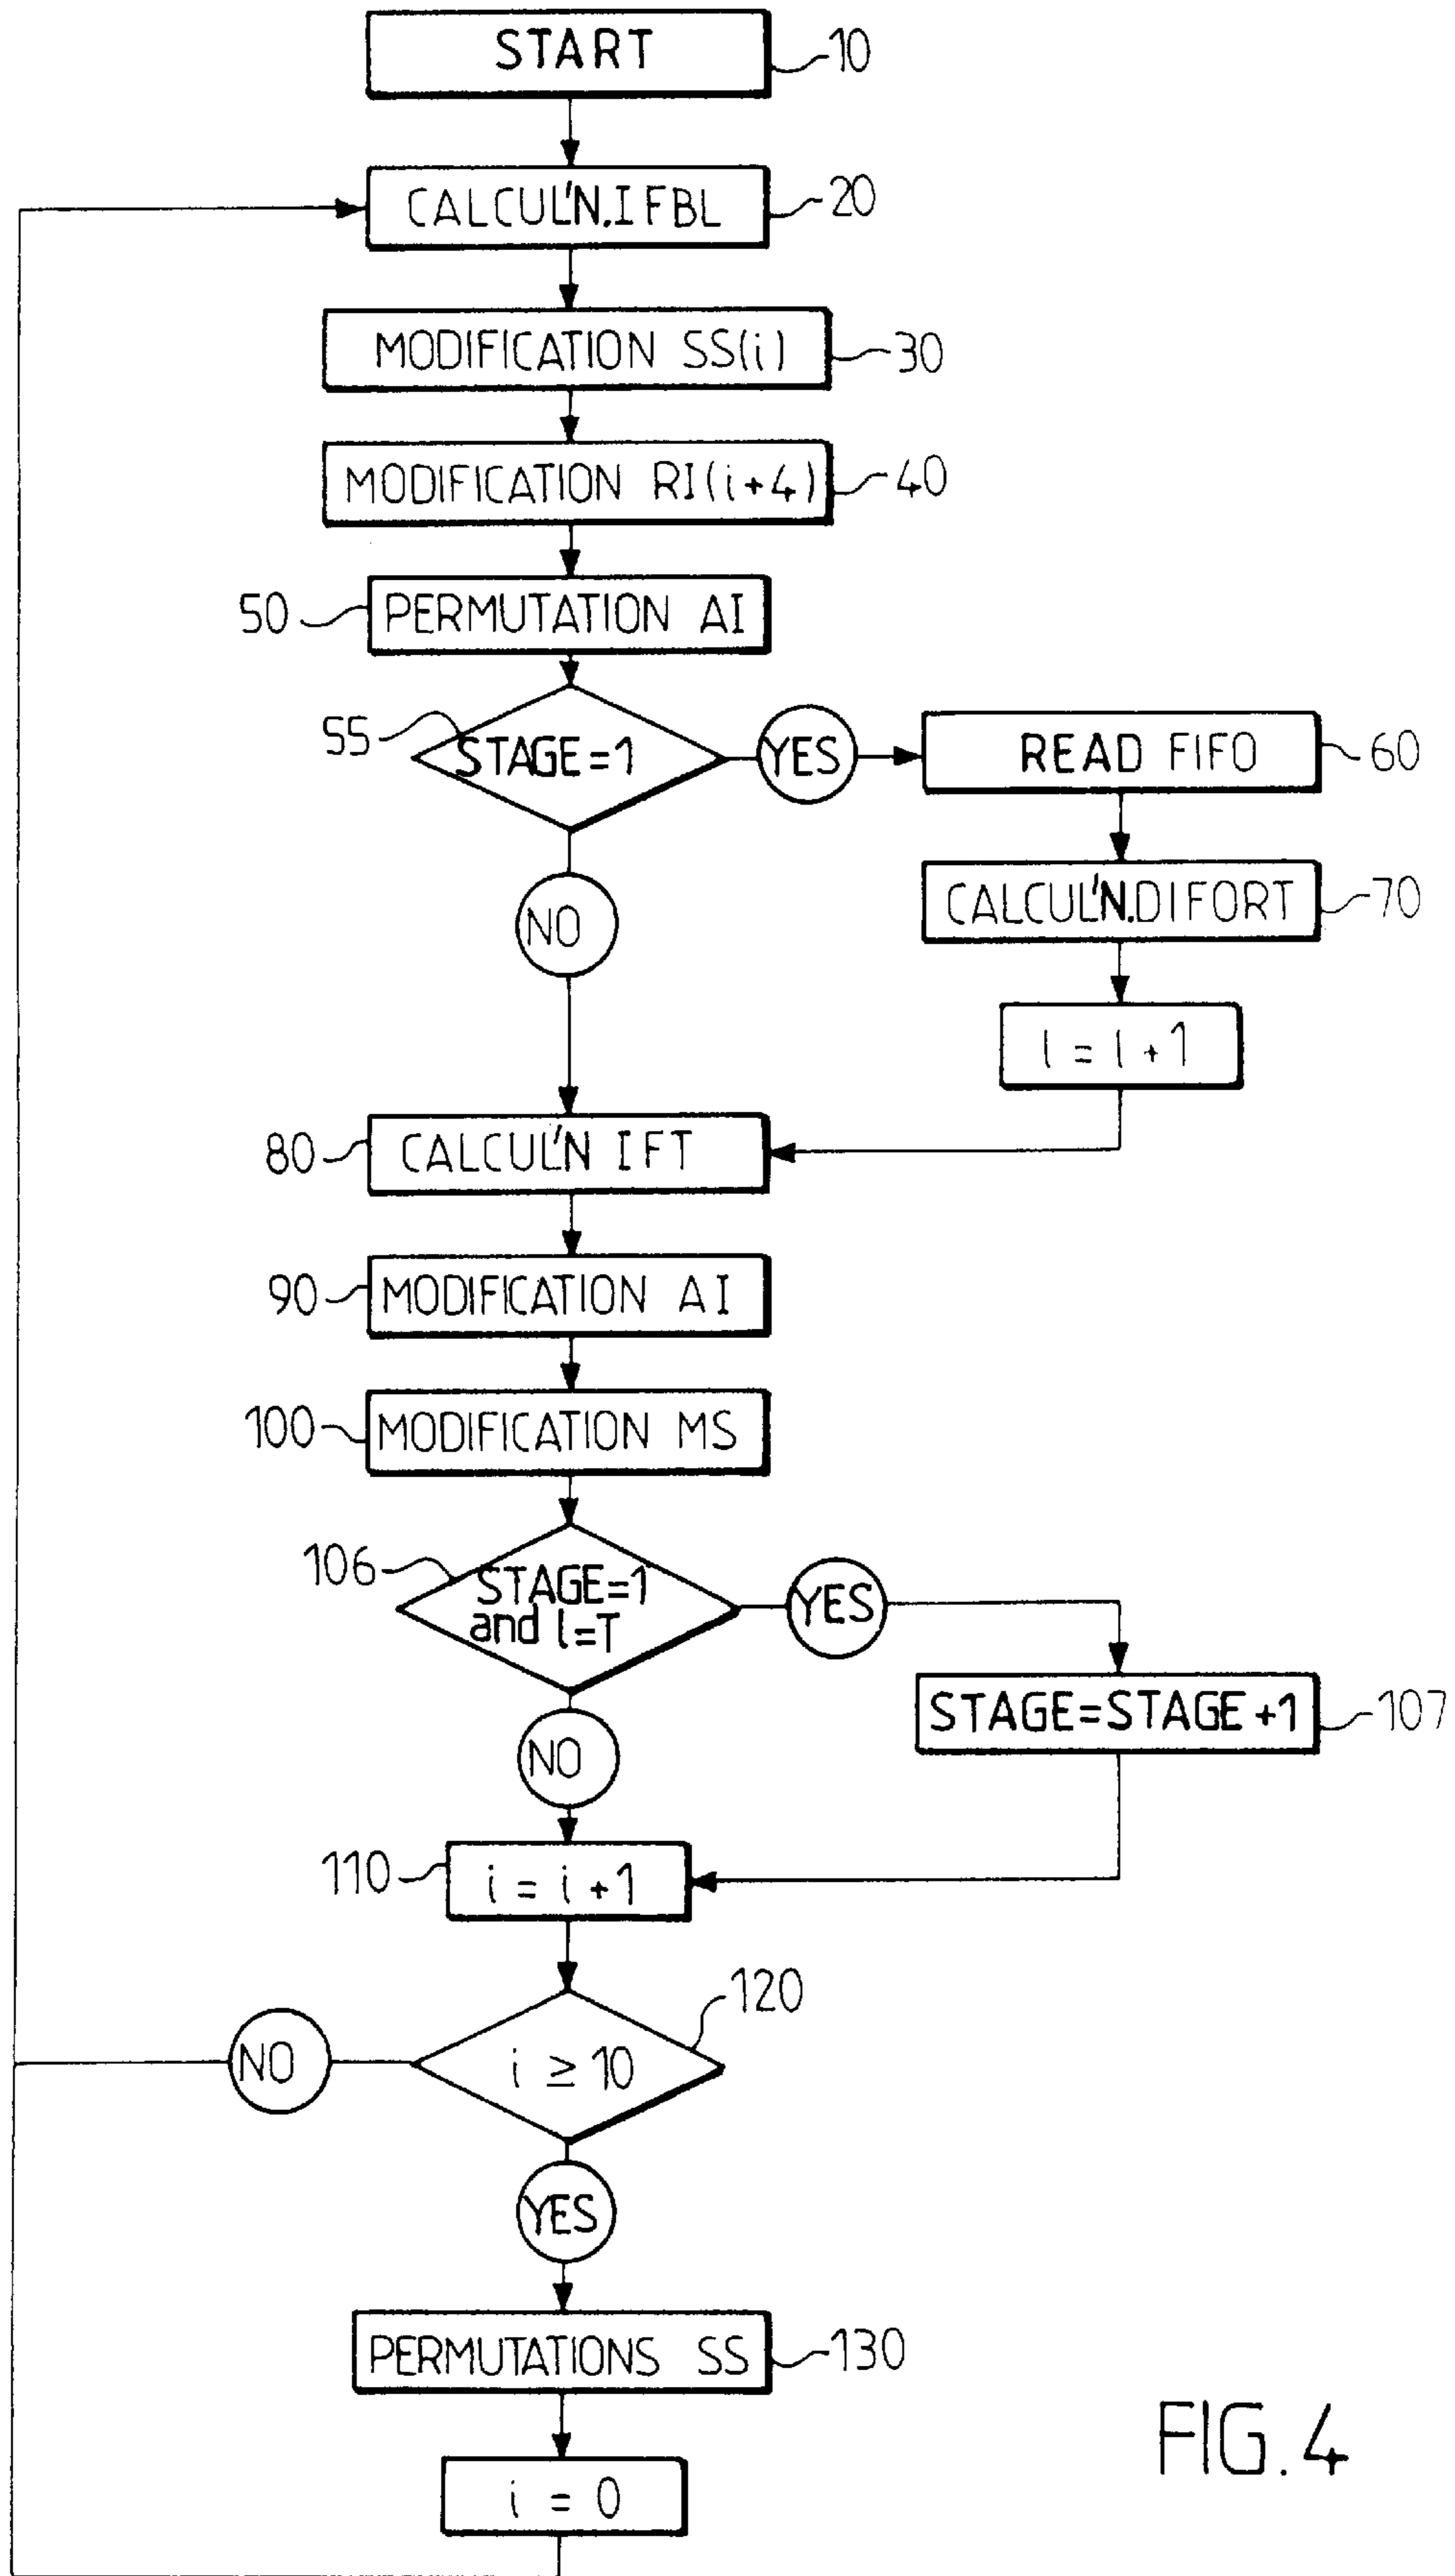 START
10
CALCUL'N.IFBL
20
MODIFICATION SS(i)
30
MODIFICATION RI(i+4)
40
50
PERMUTATION AI
55
STAGE=1
YES
READ FIFO
60
CALCUL'N.DIFORT
70
NO
l = l + 1
80
CALCUL'N IFT
90
MODIFICATION AI
100
MODIFICATION MS
106
STAGE=1
and l=T
YES
STAGE=STAGE+1
107
NO
110
i = i + 1
120
i ≥ 10
NO
YES
PERMUTATIONS SS
130
i = 0
FIG.4